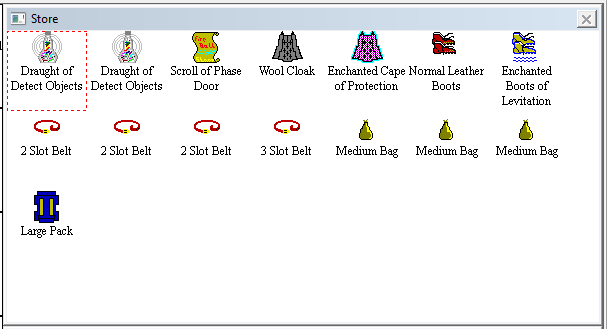 Store
Draught of Detect Objects
Draught of Detect Objects
Scroll of Phase Door
Wool Cloak
Enchanted Cape of Protection
Normal Leather Boots
Enchanted Boots of Levitation
2 Slot Belt
2 Slot Belt
2 Slot Belt
3 Slot Belt
Medium Bag
Medium Bag
Medium Bag
Large Pack